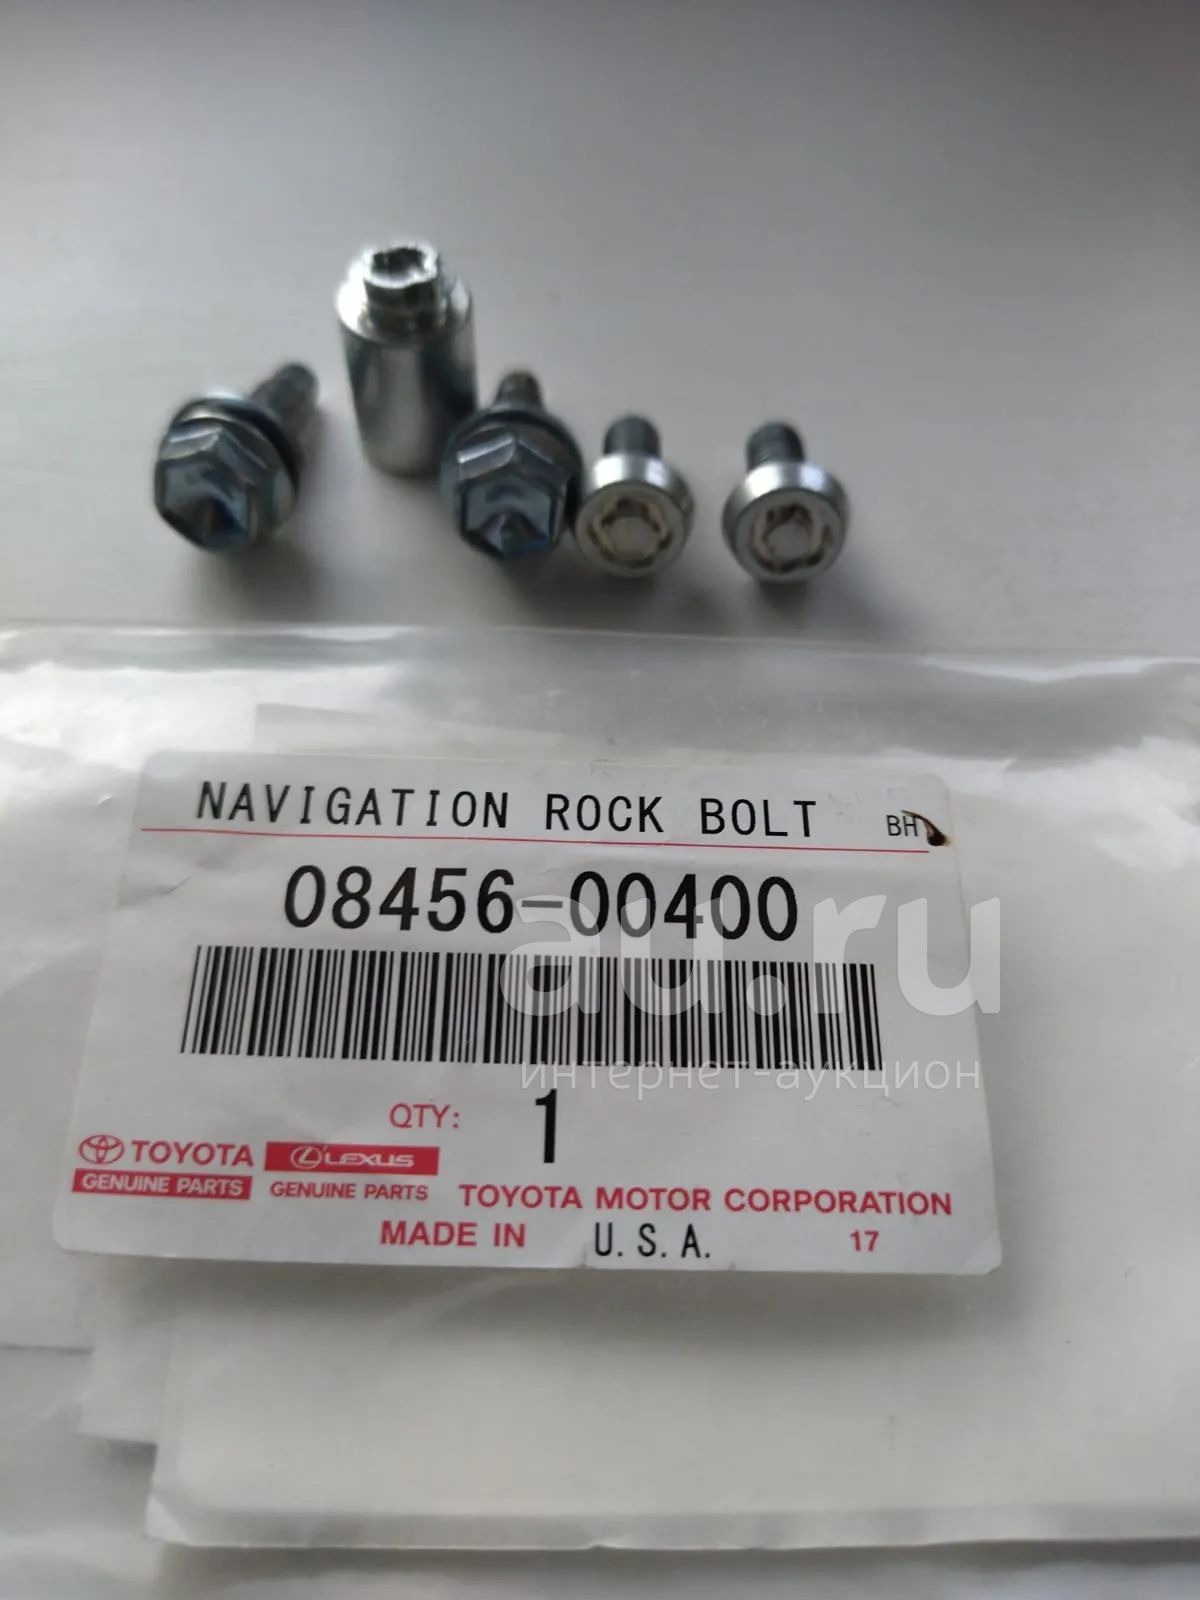 NAVIGATION ROCK BOLT BH
08456-00400
au.ru
интернет-аукцион
QTY: 1
TOYOTA LEXUS
GENUINE PARTS GENUINE PARTS TOYOTA MOTOR CORPORATION
MADE IN U.S.A. 17